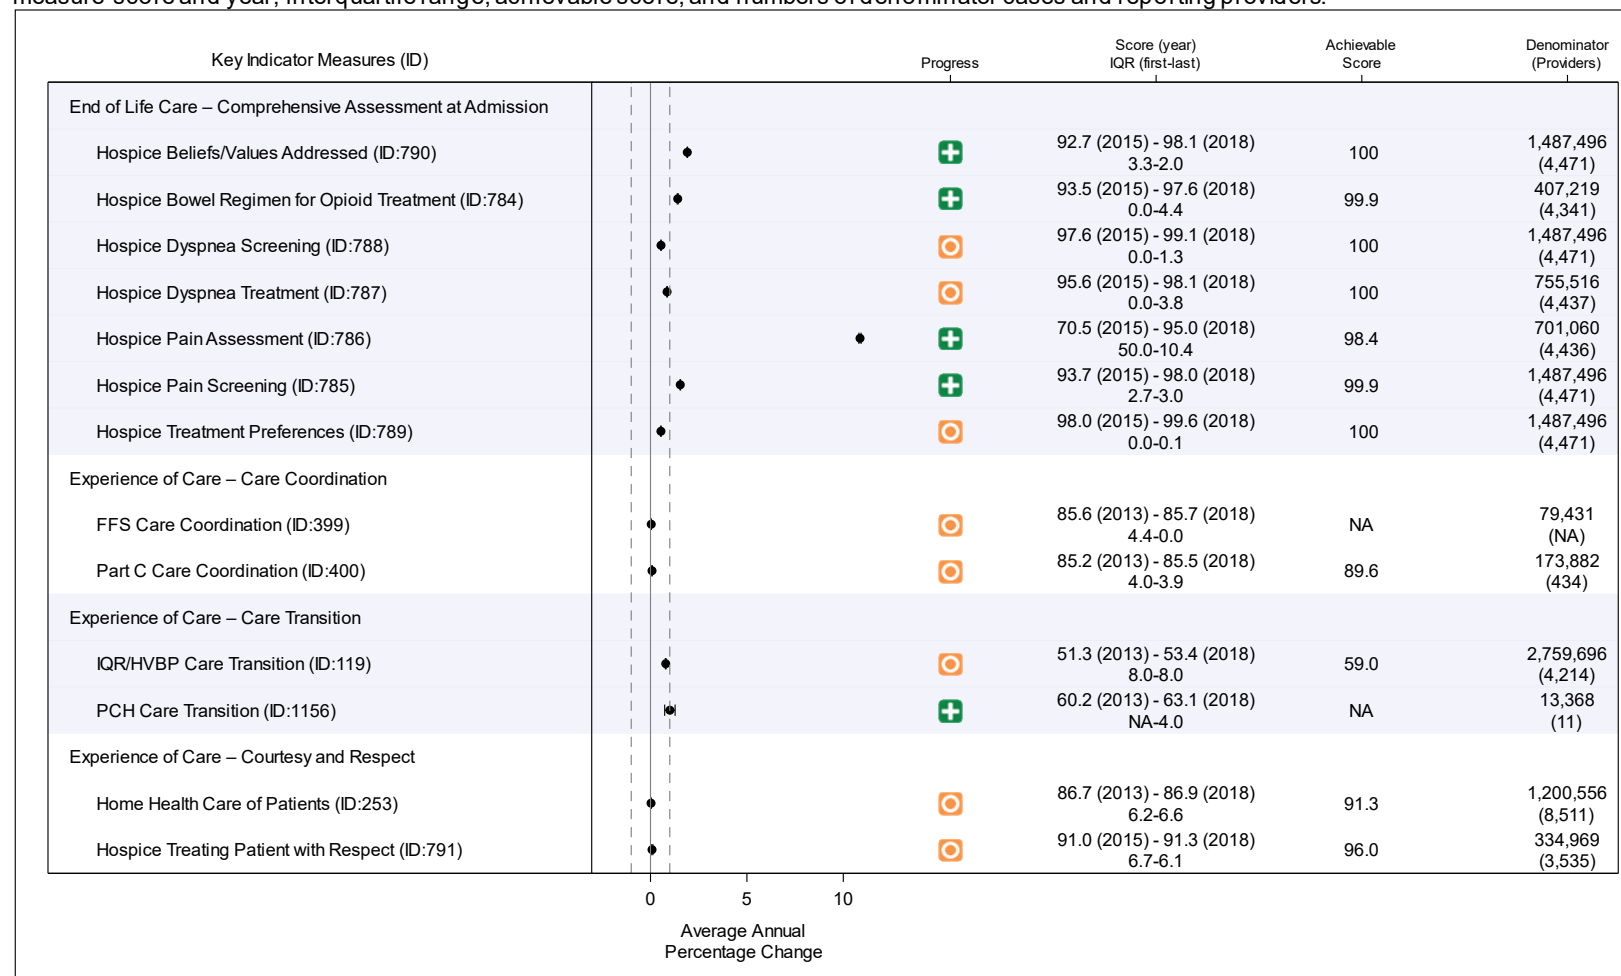 measure score and year, interquartile range, achievable score, and numbers of denominator cases and reporting providers.
Key Indicator Measures (ID)
Progress
Score (year)
IQR (first-last)
Achievable
Score
Denominator
(Providers)
End of Life Care – Comprehensive Assessment at Admission
Hospice Beliefs/Values Addressed (ID:790)
92.7 (2015) - 98.1 (2018)
3.3-2.0
100
1,487,496
(4,471)
Hospice Bowel Regimen for Opioid Treatment (ID:784)
93.5 (2015) - 97.6 (2018)
0.0-4.4
99.9
407,219
(4,341)
Hospice Dyspnea Screening (ID:788)
97.6 (2015) - 99.1 (2018)
0.0-1.3
100
1,487,496
(4,471)
Hospice Dyspnea Treatment (ID:787)
95.6 (2015) - 98.1 (2018)
0.0-3.8
100
755,516
(4,437)
Hospice Pain Assessment (ID:786)
70.5 (2015) - 95.0 (2018)
50.0-10.4
98.4
701,060
(4,436)
Hospice Pain Screening (ID:785)
93.7 (2015) - 98.0 (2018)
2.7-3.0
99.9
1,487,496
(4,471)
Hospice Treatment Preferences (ID:789)
98.0 (2015) - 99.6 (2018)
0.0-0.1
100
1,487,496
(4,471)
Experience of Care – Care Coordination
FFS Care Coordination (ID:399)
85.6 (2013) - 85.7 (2018)
4.4-0.0
NA
79,431
(NA)
Part C Care Coordination (ID:400)
85.2 (2013) - 85.5 (2018)
4.0-3.9
89.6
173,882
(434)
Experience of Care – Care Transition
IQR/HVBP Care Transition (ID:119)
51.3 (2013) - 53.4 (2018)
8.0-8.0
59.0
2,759,696
(4,214)
PCH Care Transition (ID:1156)
60.2 (2013) - 63.1 (2018)
NA-4.0
NA
13,368
(11)
Experience of Care – Courtesy and Respect
Home Health Care of Patients (ID:253)
86.7 (2013) - 86.9 (2018)
6.2-6.6
91.3
1,200,556
(8,511)
Hospice Treating Patient with Respect (ID:791)
91.0 (2015) - 91.3 (2018)
6.7-6.1
96.0
334,969
(3,535)
0 5 10
Average Annual
Percentage Change